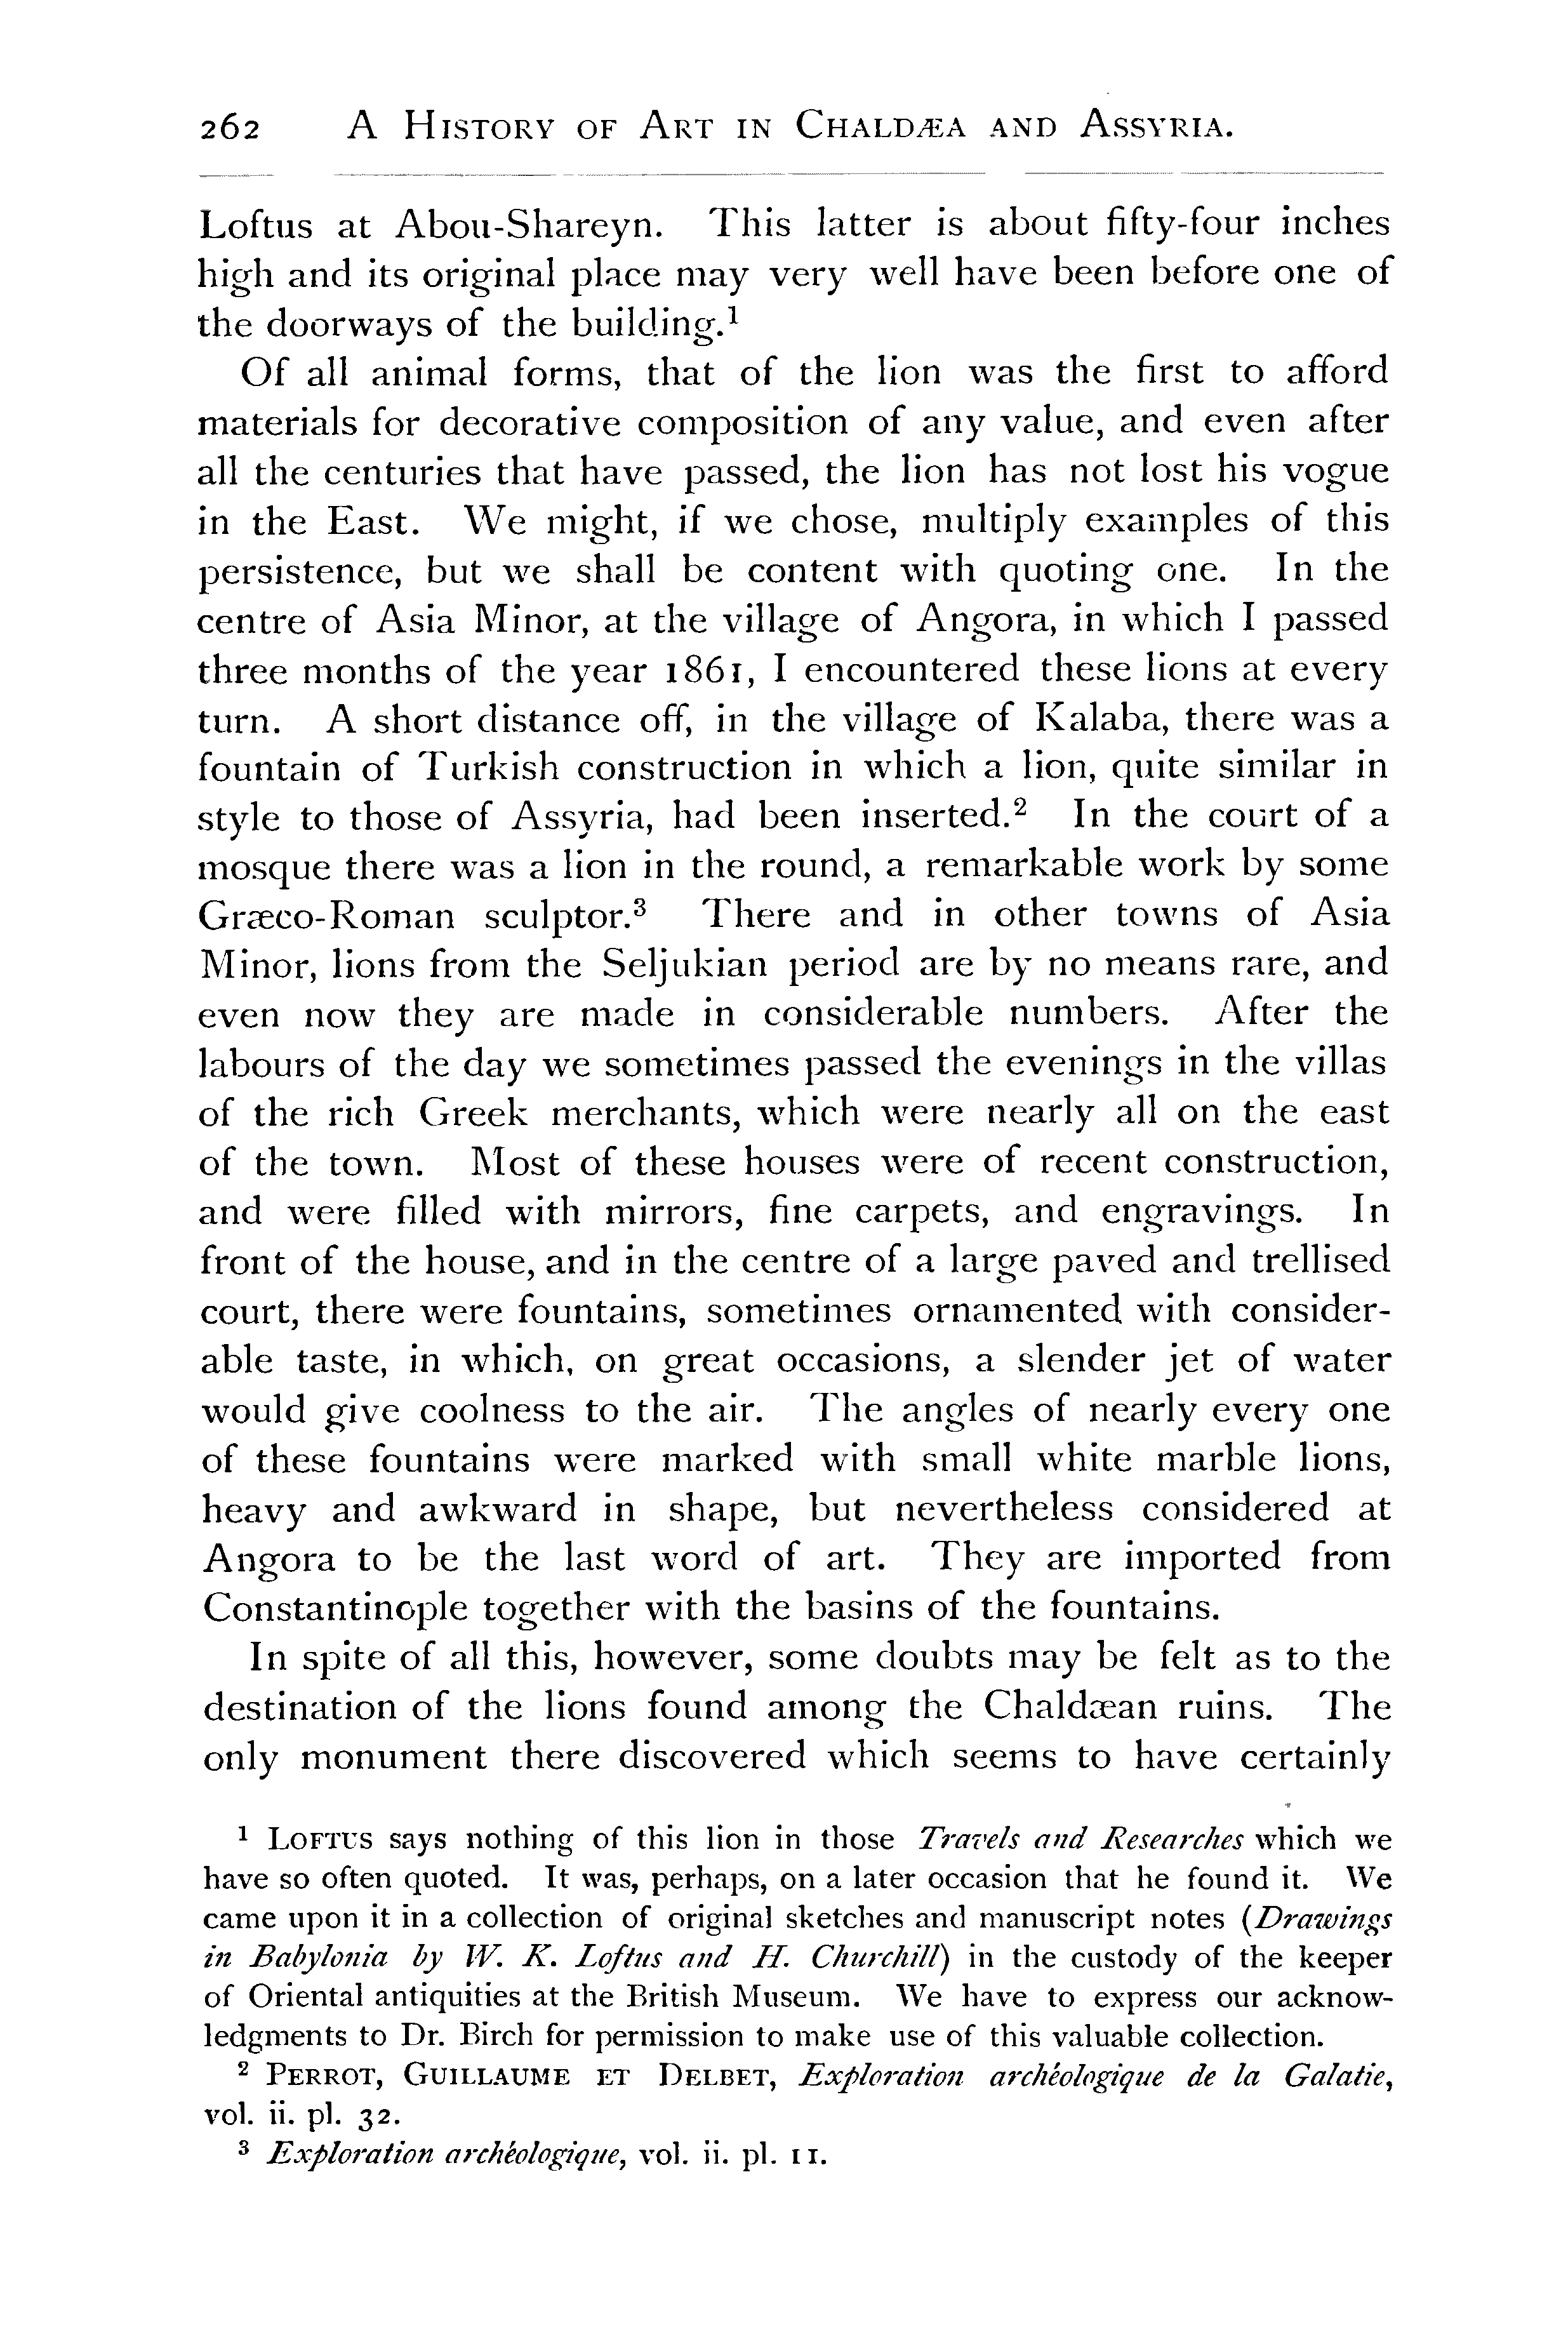 262 A History of Art in Chaldæa and Assyria.
Loftus at Abou-Shareyn. This latter is about fifty-four inches
high and its original place may very well have been before one of
the doorways of the building.¹
Of all animal forms, that of the lion was the first to afford
materials for decorative composition of any value, and even after
all the centuries that have passed, the lion has not lost his vogue
in the East. We might, if we chose, multiply examples of this
persistence, but we shall be content with quoting one. In the
centre of Asia Minor, at the village of Angora, in which I passed
three months of the year 1861, I encountered these lions at every
turn. A short distance off, in the village of Kalaba, there was a
fountain of Turkish construction in which a lion, quite similar in
style to those of Assyria, had been inserted.² In the court of a
mosque there was a lion in the round, a remarkable work by some
Græco-Roman sculptor.³ There and in other towns of Asia
Minor, lions from the Seljukian period are by no means rare, and
even now they are made in considerable numbers. After the
labours of the day we sometimes passed the evenings in the villas
of the rich Greek merchants, which were nearly all on the east
of the town. Most of these houses were of recent construction,
and were filled with mirrors, fine carpets, and engravings. In
front of the house, and in the centre of a large paved and trellised
court, there were fountains, sometimes ornamented with consider-
able taste, in which, on great occasions, a slender jet of water
would give coolness to the air. The angles of nearly every one
of these fountains were marked with small white marble lions,
heavy and awkward in shape, but nevertheless considered at
Angora to be the last word of art. They are imported from
Constantinople together with the basins of the fountains.
In spite of all this, however, some doubts may be felt as to the
destination of the lions found among the Chaldæan ruins. The
only monument there discovered which seems to have certainly
¹ Loftus says nothing of this lion in those Travels and Researches which we
have so often quoted. It was, perhaps, on a later occasion that he found it. We
came upon it in a collection of original sketches and manuscript notes (Drawings
in Babylonia by W. K. Loftus and H. Churchill) in the custody of the keeper
of Oriental antiquities at the British Museum. We have to express our acknow-
ledgments to Dr. Birch for permission to make use of this valuable collection.
² Perrot, Guillaume et Delbet, Exploration archéologique de la Galatie,
vol. ii. pl. 32.
³ Exploration archéologique, vol. ii. pl. 11.